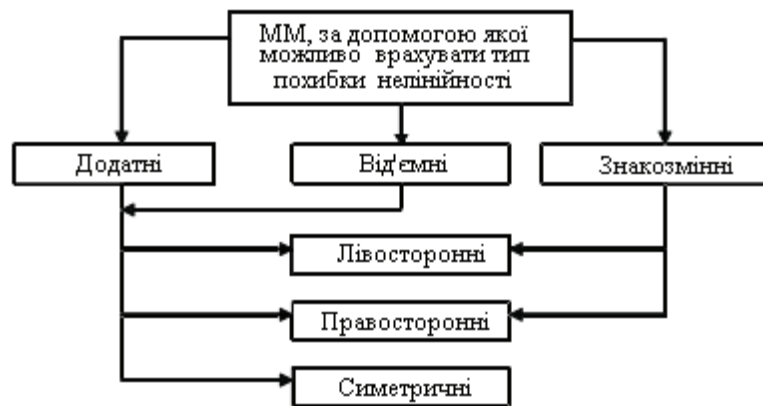 ММ, за допомогою якої
можливо врахувати тип
похибки нелінійності
Додатні
Від'ємні
Знакозмінні
Лівосторонні
Правосторонні
Симетричні